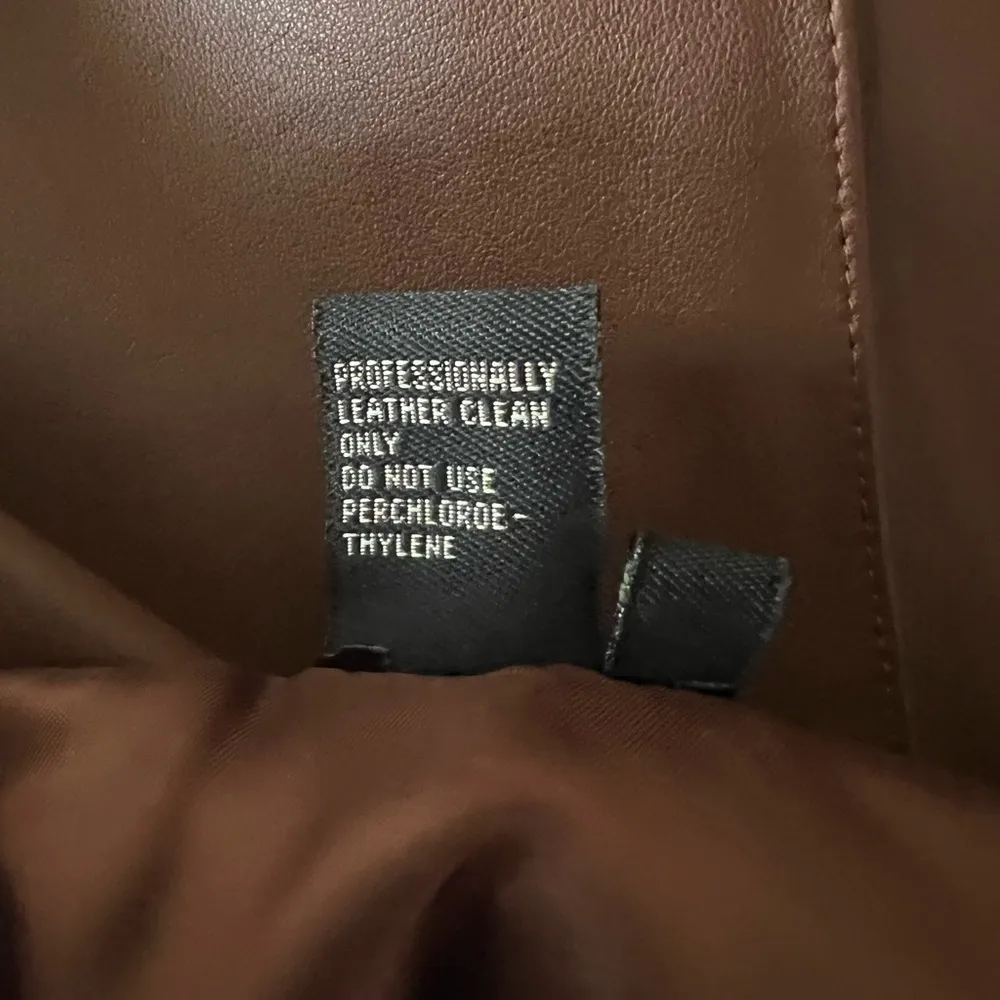 PROFESSIONALLY
LEATHER CLEAN
ONLY
DO NOT USE
PERCHLOROE-
THYLENE